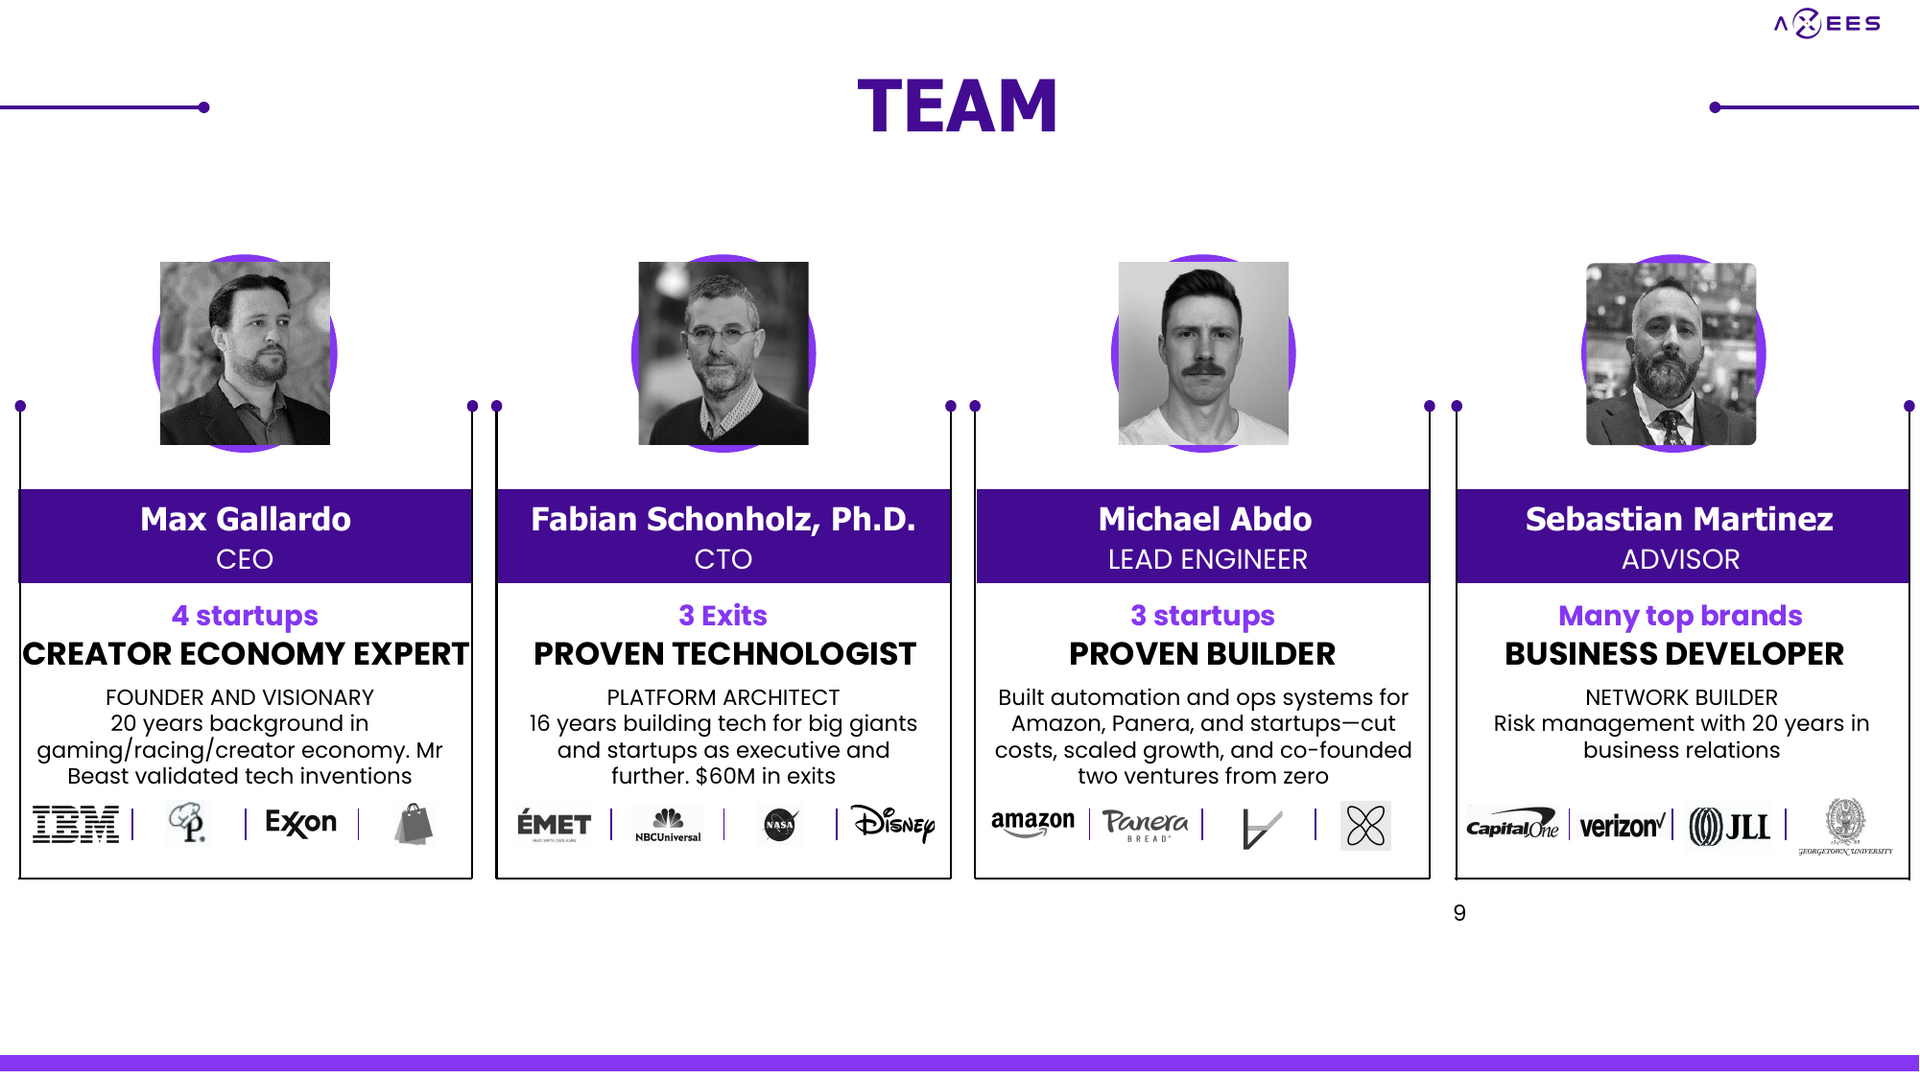 AXEES
TEAM
Max Gallardo
CEO
4 startups
CREATOR ECONOMY EXPERT
FOUNDER AND VISIONARY
20 years background in
gaming/racing/creator economy. Mr
Beast validated tech inventions
IBM
P.
Exxon
Fabian Schonholz, Ph.D.
CTO
3 Exits
PROVEN TECHNOLOGIST
PLATFORM ARCHITECT
16 years building tech for big giants
and startups as executive and
further. $60M in exits
ÉMET
NBCUniversal
NASA
Disney
Michael Abdo
LEAD ENGINEER
3 startups
PROVEN BUILDER
Built automation and ops systems for
Amazon, Panera, and startups—cut
costs, scaled growth, and co-founded
two ventures from zero
amazon
Panera
BREAD
Sebastian Martinez
ADVISOR
Many top brands
BUSINESS DEVELOPER
NETWORK BUILDER
Risk management with 20 years in
business relations
Capital One
verizon
JLL
GEORGETOWN UNIVERSITY
9